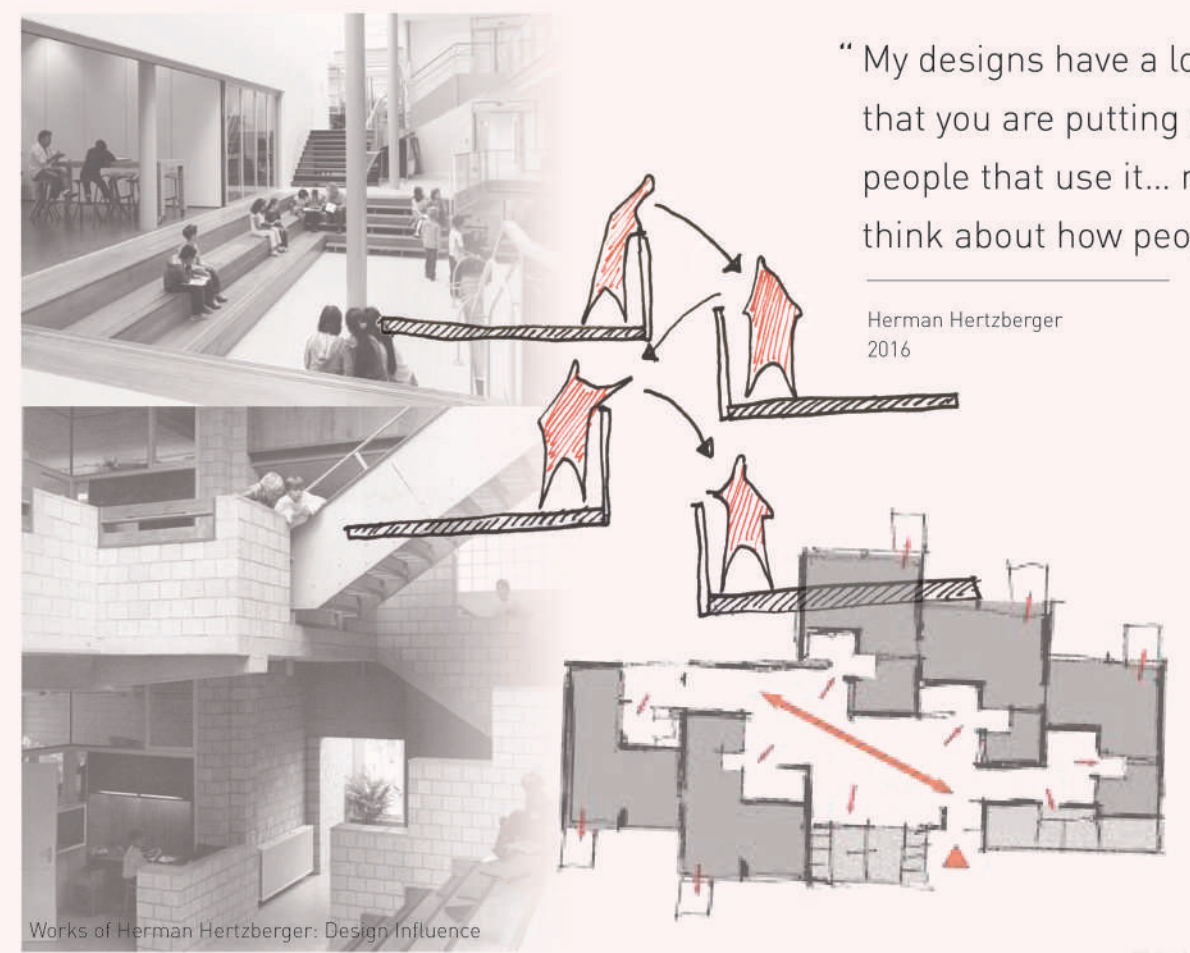 “ My designs have a lo
that you are putting
people that use it...
think about how peo
Herman Hertzberger
2016
Works of Herman Hertzberger: Design Influence